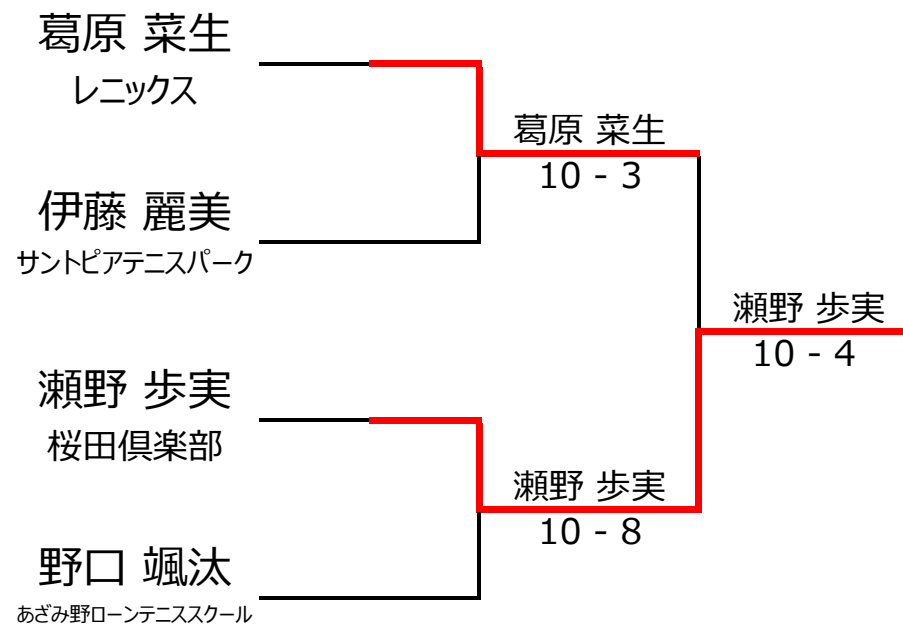 葛原 菜生
レニックス
葛原 菜生
10 - 3
伊藤 麗美
サントピアテニスパーク
瀬野 歩実
10 - 4
瀬野 歩実
桜田倶楽部
瀬野 歩実
10 - 8
野口 颯汰
あざみ野ローンテニススクール